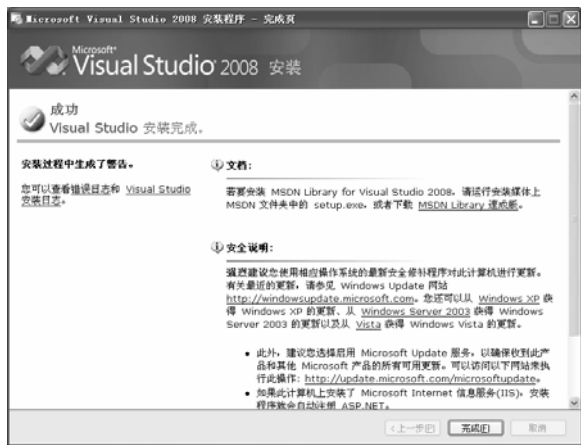 Microsoft Visual Studio 2008 安装程序 - 完成页
Microsoft®
Visual Studio® 2008 安装
成功
Visual Studio 安装完成。
安装过程中生成了警告。
您可以查看错误日志和 Visual Studio
安装日志。
文档:
若要安装 MSDN Library for Visual Studio 2008，请运行安装媒体上
MSDN 文件夹中的 setup.exe，或者下载 MSDN Library 速成版。
安全说明:
强烈建议您使用相应操作系统的最新安全修补程序对此计算机进行更新。
有关最近的更新，请参见 Windows Update 网站
http://windowsupdate.microsoft.com。您还可以从 Windows XP 获
得 Windows XP 的更新、从 Windows Server 2003 获得 Windows
Server 2003 的更新以及从 Vista 获得 Windows Vista 的更新。
• 此外，建议您选择启用 Microsoft Update 服务，以确保收到此产
品和其他 Microsoft 产品的所有可用更新。可以访问以下网站来执
行此操作: http://update.microsoft.com/microsoftupdate。
• 如果此计算机上安装了 Microsoft Internet 信息服务(IIS)，安装
程序就会自动注册 ASP.NET。
<上一步(P) 完成(F) 取消